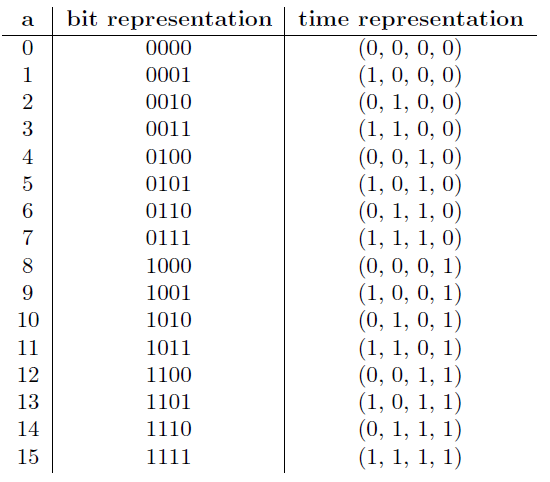 a bit representation time representation
0 0000 (0, 0, 0, 0)
1 0001 (1, 0, 0, 0)
2 0010 (0, 1, 0, 0)
3 0011 (1, 1, 0, 0)
4 0100 (0, 0, 1, 0)
5 0101 (1, 0, 1, 0)
6 0110 (0, 1, 1, 0)
7 0111 (1, 1, 1, 0)
8 1000 (0, 0, 0, 1)
9 1001 (1, 0, 0, 1)
10 1010 (0, 1, 0, 1)
11 1011 (1, 1, 0, 1)
12 1100 (0, 0, 1, 1)
13 1101 (1, 0, 1, 1)
14 1110 (0, 1, 1, 1)
15 1111 (1, 1, 1, 1)